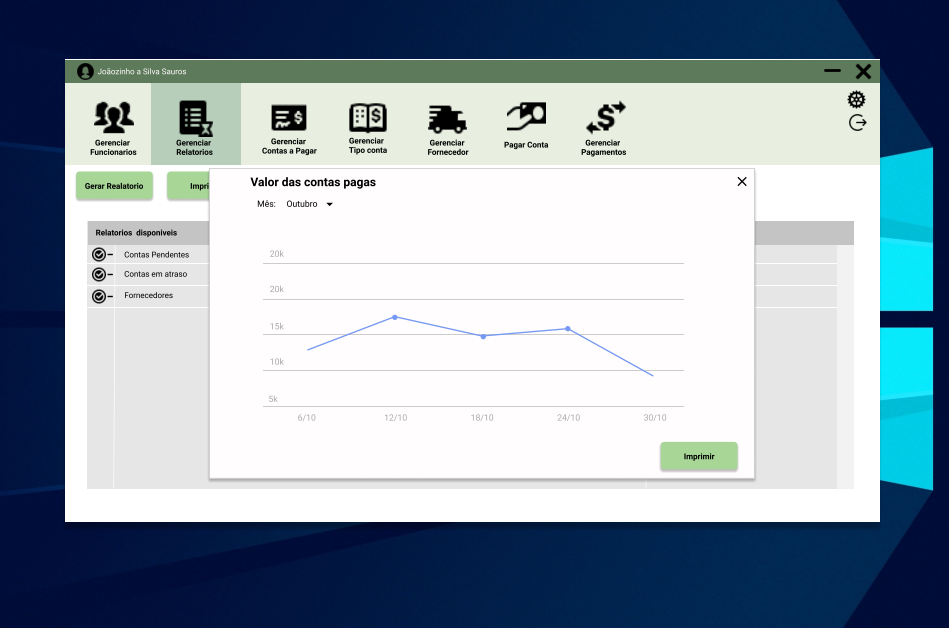 Joãozinho a Silva Sauros
Gerenciar
Funcionarios
Gerenciar
Relatorios
Gerenciar
Contas a Pagar
Gerenciar
Tipo conta
Gerenciar
Fornecedor
Pagar Conta
Gerenciar
Pagamentos
Gerar Realatorio
Impri
Valor das contas pagas
Mês: Outubro
Relatorios disponiveis
Contas Pendentes
Contas em atraso
Fornecedores
20k
20k
15k
10k
5k
6/10 12/10 18/10 24/10 30/10
Imprimir